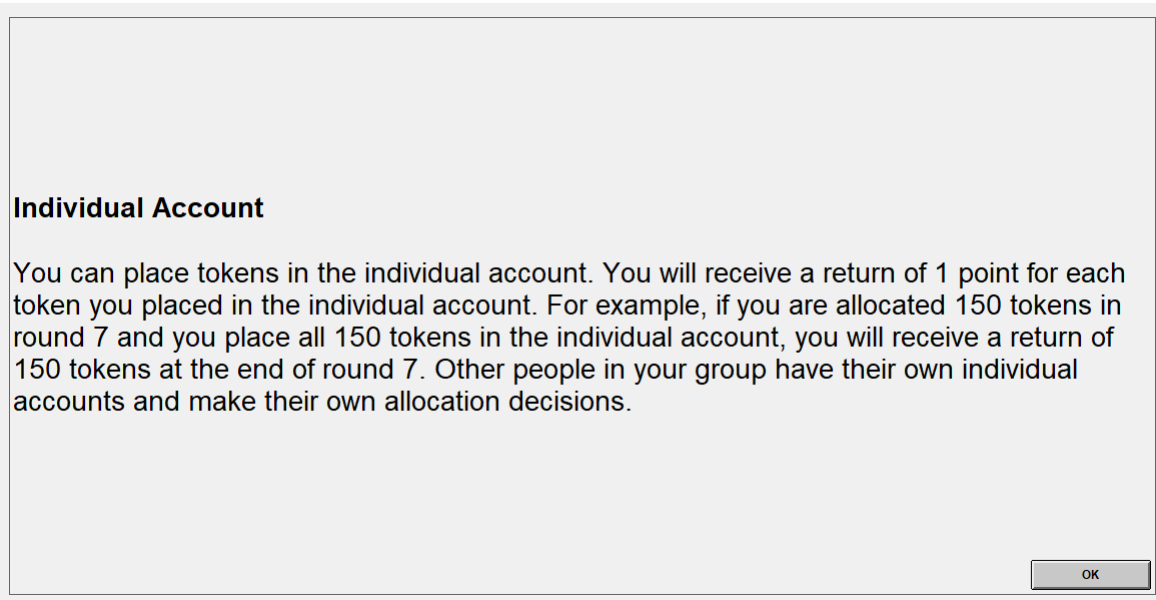 Individual Account
You can place tokens in the individual account. You will receive a return of 1 point for each
token you placed in the individual account. For example, if you are allocated 150 tokens in
round 7 and you place all 150 tokens in the individual account, you will receive a return of
150 tokens at the end of round 7. Other people in your group have their own individual
accounts and make their own allocation decisions.
OK